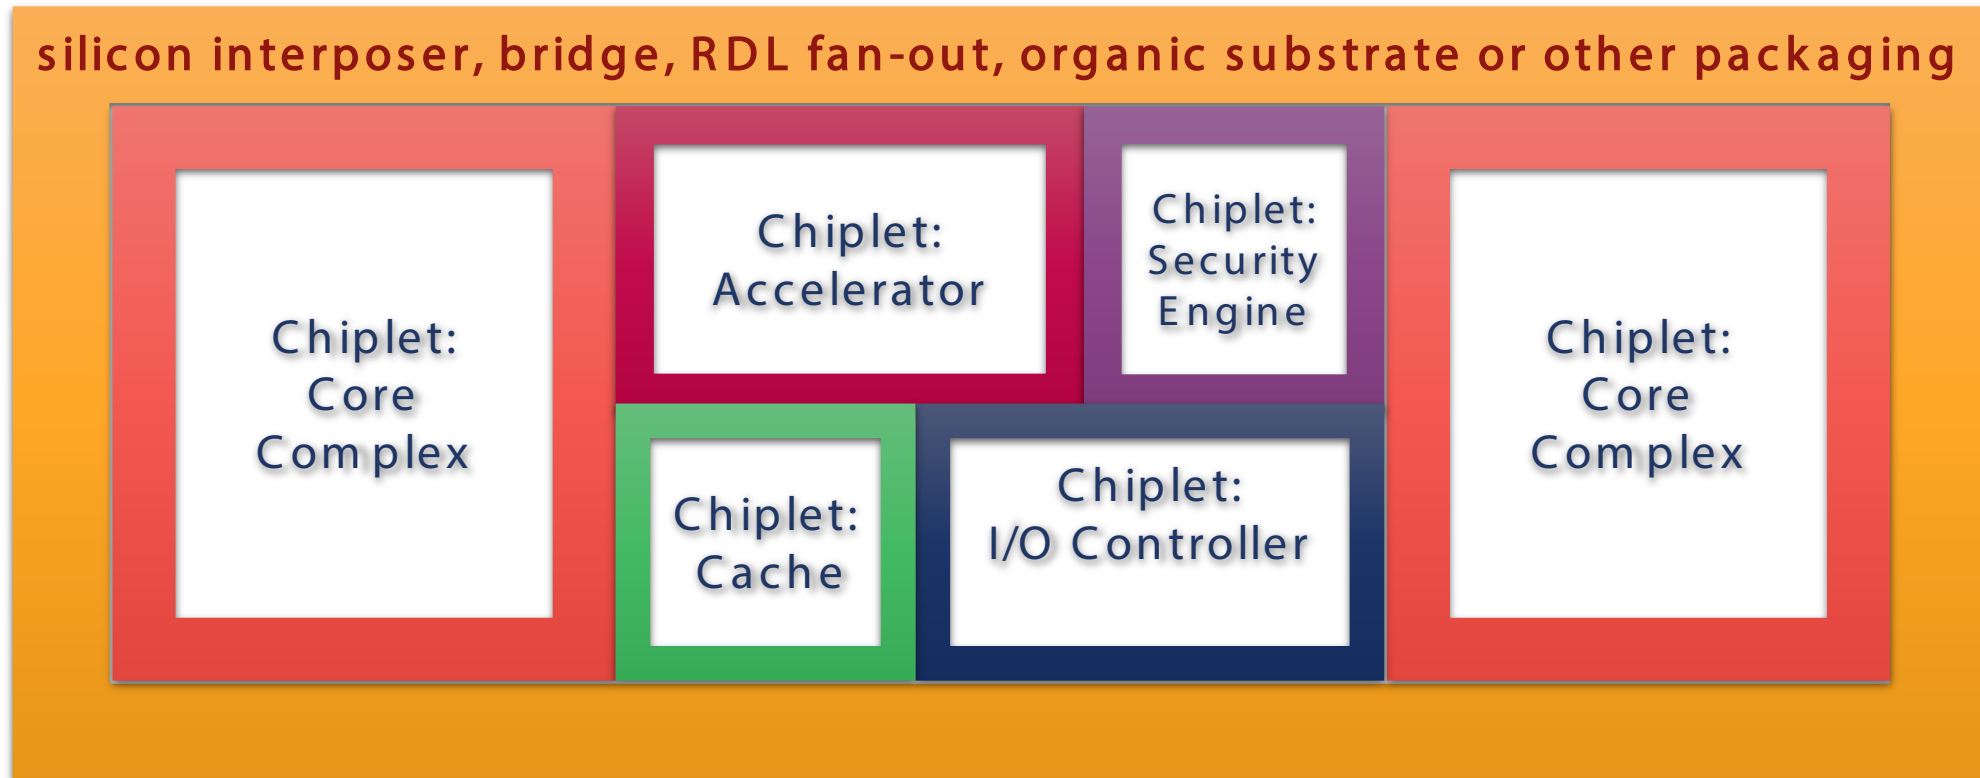 silicon interposer, bridge, RDL fan-out, organic substrate or other packaging
Chiplet:
Core
Complex
Chiplet:
Accelerator
Chiplet:
Security
Engine
Chiplet:
Cache
Chiplet:
I/O Controller
Chiplet:
Core
Complex